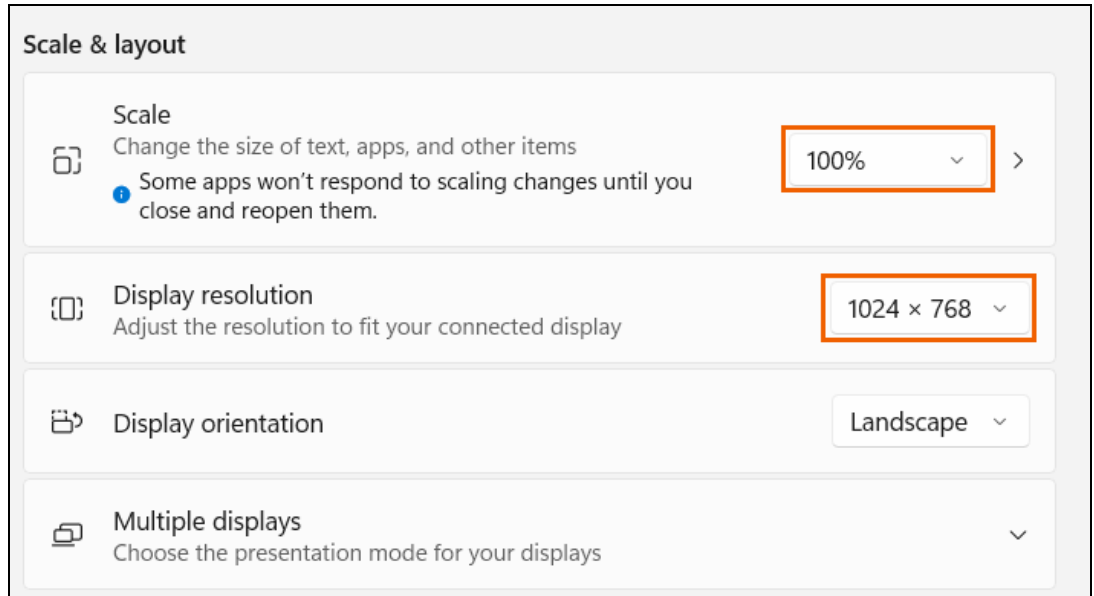 Scale & layout
Scale
Change the size of text, apps, and other items
Some apps won’t respond to scaling changes until you
close and reopen them.
100%
Display resolution
Adjust the resolution to fit your connected display
1024 × 768
Display orientation
Landscape
Multiple displays
Choose the presentation mode for your displays